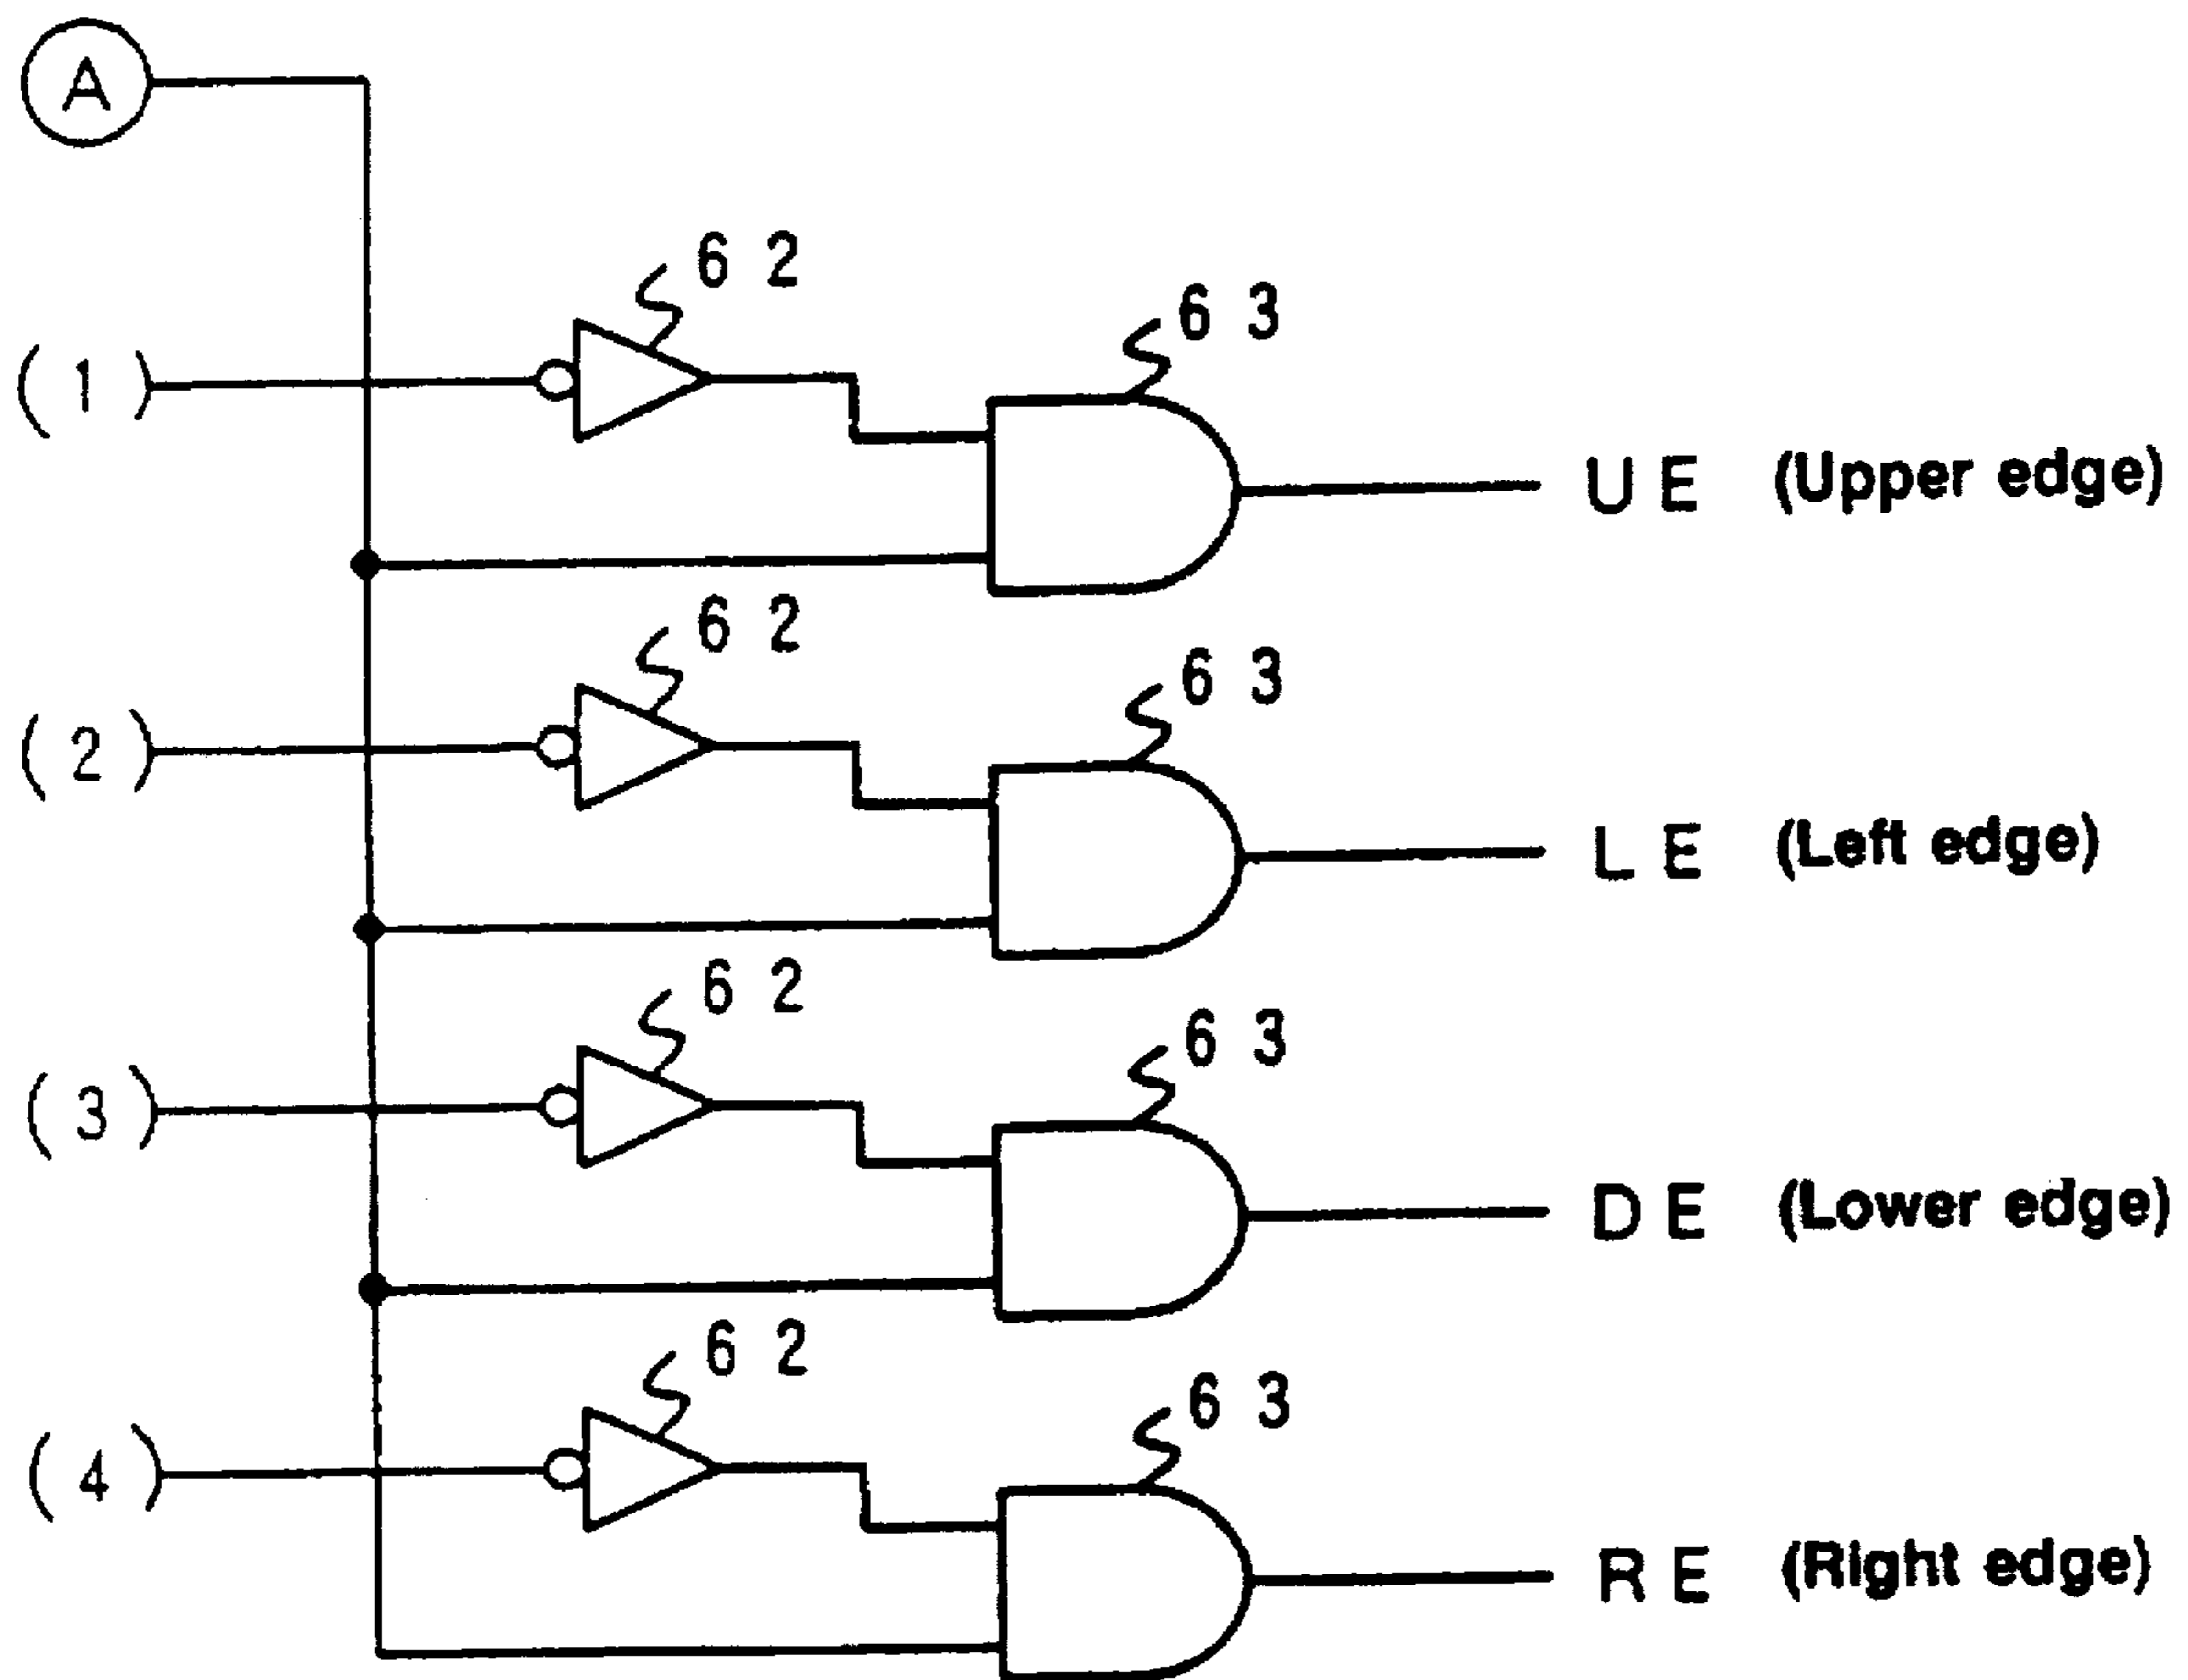 A
6 2
6 3
( 1 )
U E (Upper edge)
6 2
6 3
( 2 )
L E (Left edge)
6 2
6 3
( 3 )
D E (Lower edge)
6 2
6 3
( 4 )
R E (Right edge)